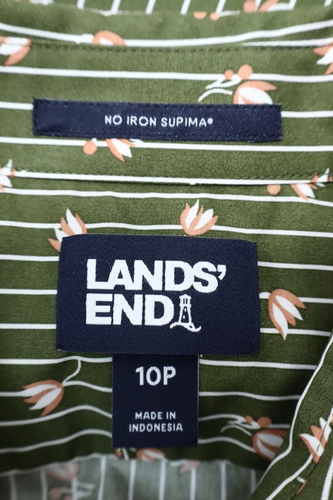 NO IRON SUPIMA®
LANDS'
END
10P
MADE IN
INDONESIA